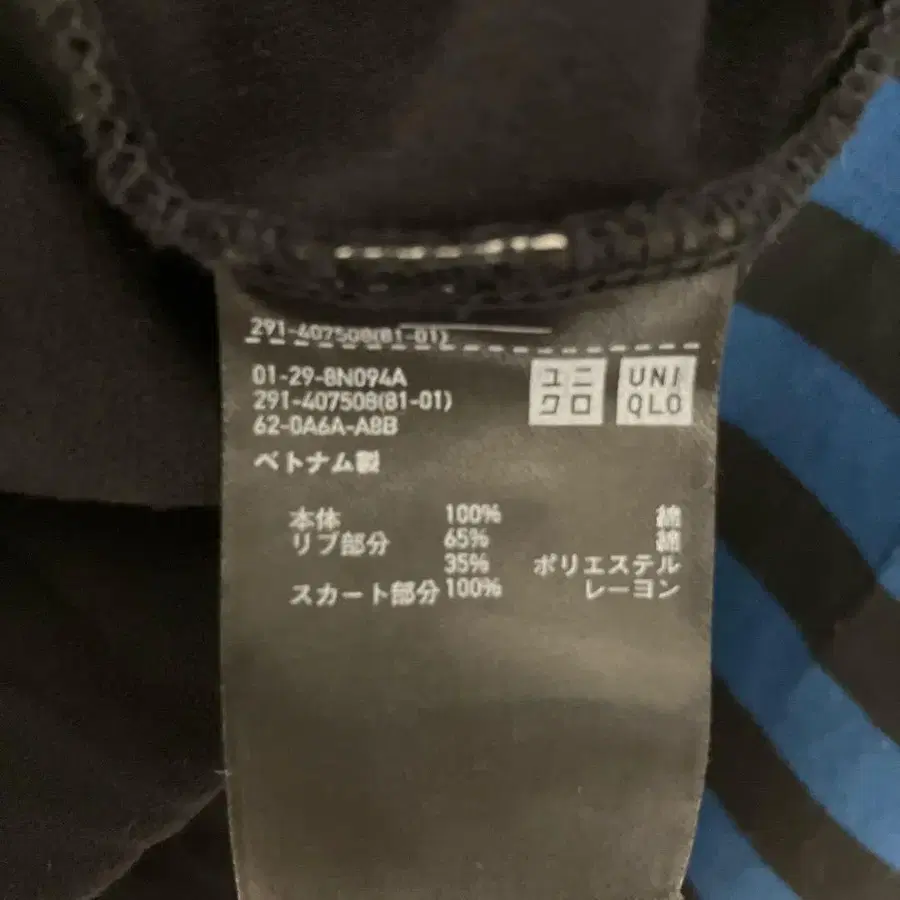 291-407508(81-01)
01-29-8N094A
291-407508(81-01)
62-0A6A-A8B
ユニ
クロ
UNI
QLO
ベトナム製
本体 100% 綿
リブ部分 65% 綿
35% ポリエステル
スカート部分 100% レーヨン